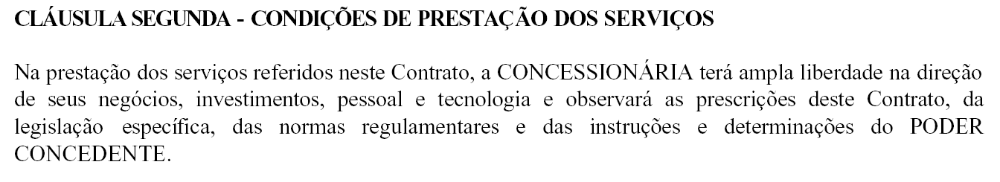 CLÁUSULA SEGUNDA - CONDIÇÕES DE PRESTAÇÃO DOS SERVIÇOS
Na prestação dos serviços referidos neste Contrato, a CONCESSIONÁRIA terá ampla liberdade na direção
de seus negócios, investimentos, pessoal e tecnologia e observará as prescrições deste Contrato, da
legislação específica, das normas regulamentares e das instruções e determinações do PODER
CONCEDENTE.